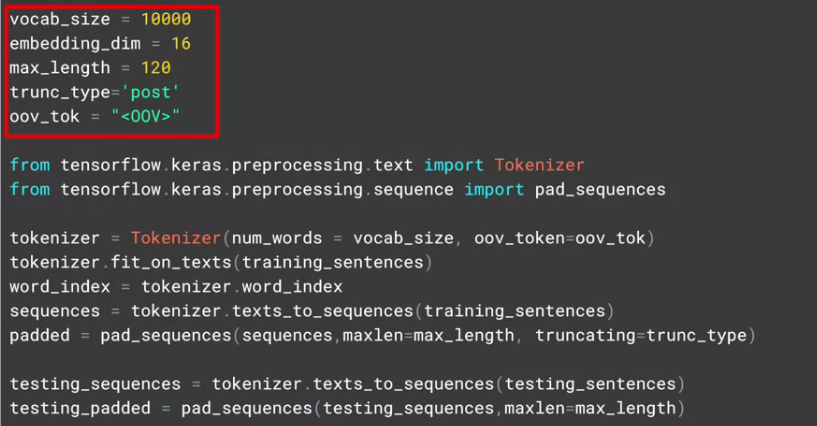 vocab_size = 10000
embedding_dim = 16
max_length = 120
trunc_type='post'
oov_tok = "<OOV>"
from tensorflow.keras.preprocessing.text import Tokenizer
from tensorflow.keras.preprocessing.sequence import pad_sequences
tokenizer = Tokenizer(num_words = vocab_size, oov_token=oov_tok)
tokenizer.fit_on_texts(training_sentences)
word_index = tokenizer.word_index
sequences = tokenizer.texts_to_sequences(training_sentences)
padded = pad_sequences(sequences,maxlen=max_length, truncating=trunc_type)
testing_sequences = tokenizer.texts_to_sequences(testing_sentences)
testing_padded = pad_sequences(testing_sequences,maxlen=max_length)